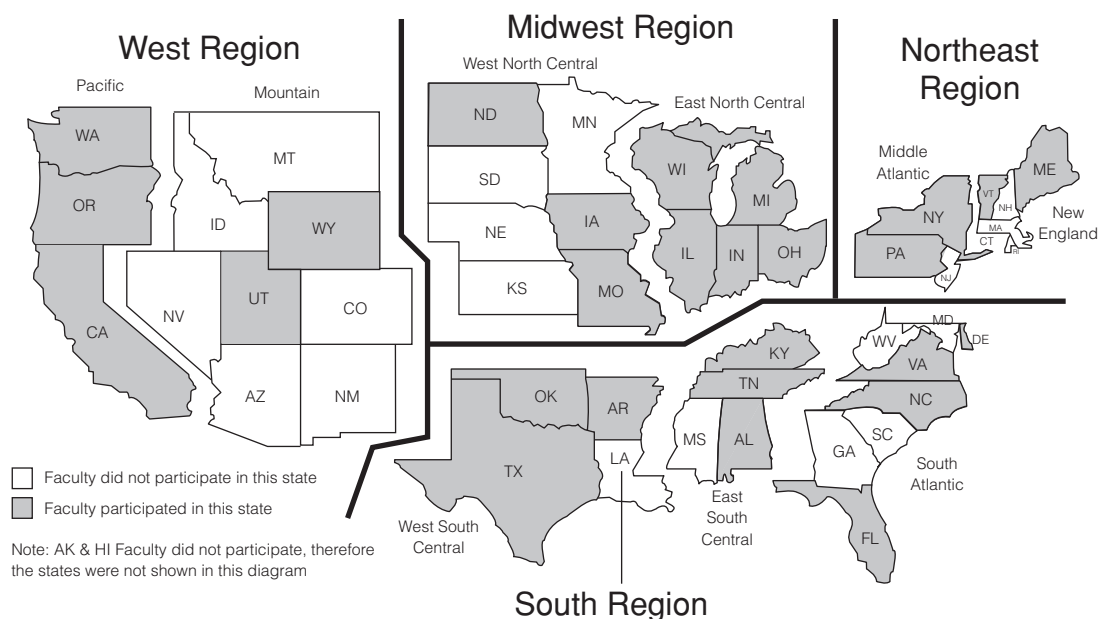 West Region
Pacific
Mountain
WA
OR
CA
MT
ID
WY
NV
UT
CO
AZ
NM
Midwest Region
West North Central
East North Central
ND
MN
SD
NE
KS
IA
MO
WI
MI
IL
IN
OH
Northeast
Region
Middle
Atlantic
New
England
NY
PA
NJ
VT
NH
ME
MA
CT
RI
OK
AR
TX
LA
West South
Central
KY
TN
MS
AL
East
South
Central
MD
WV
DE
VA
NC
SC
GA
FL
South
Atlantic
South Region
Faculty did not participate in this state
Faculty participated in this state
Note: AK & HI Faculty did not participate, therefore
the states were not shown in this diagram